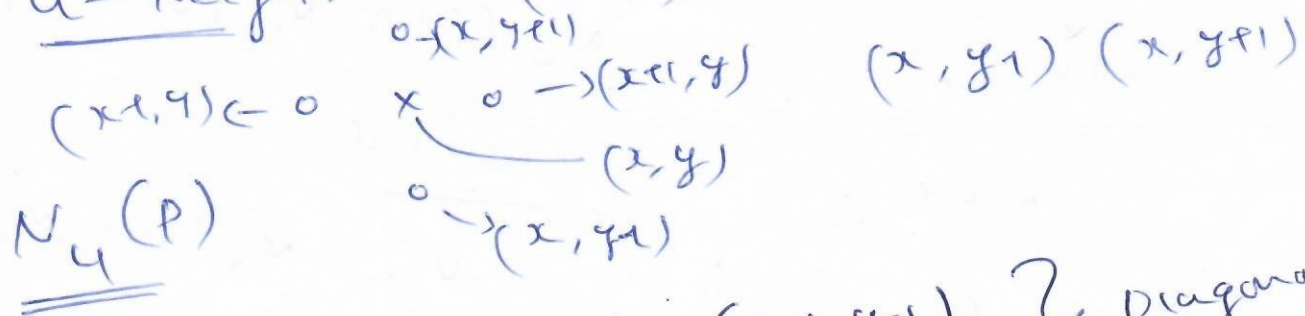 o→(x, y+1)
(x-1, y)← o x o →(x+1, y) (x, y-1) (x, y+1)
(x, y)
N4(P) o →(x, y-1)